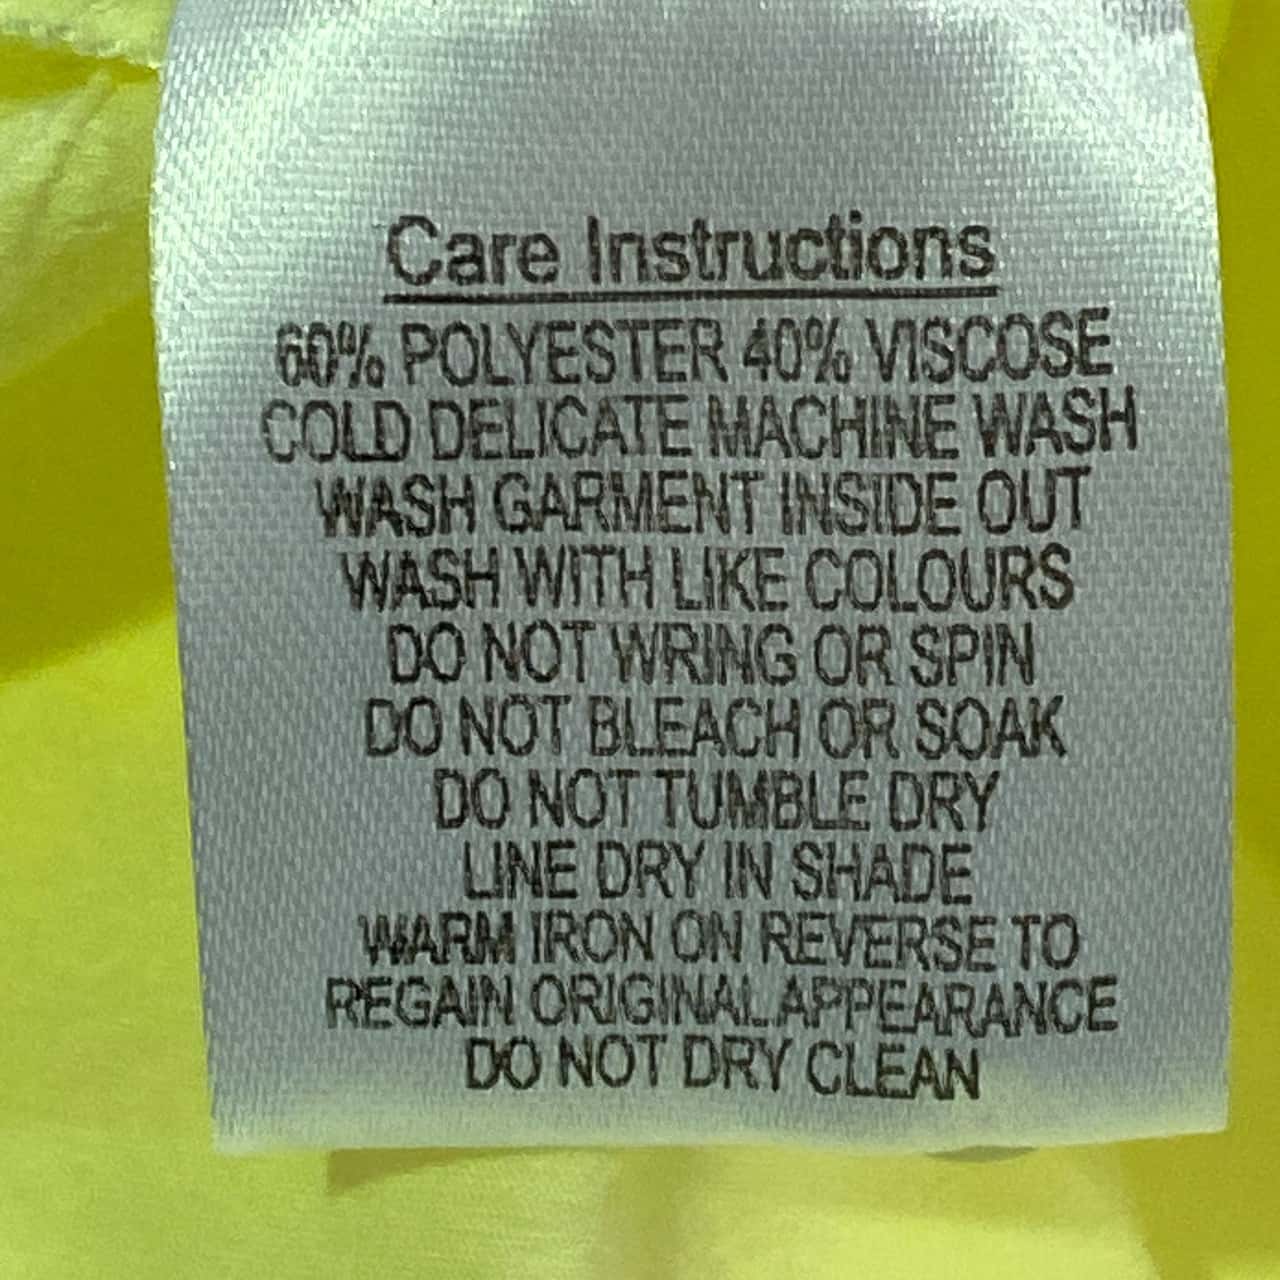 Care Instructions
60% POLYESTER 40% VISCOSE
COLD DELICATE MACHINE WASH
WASH GARMENT INSIDE OUT
WASH WITH LIKE COLOURS
DO NOT WRING OR SPIN
DO NOT BLEACH OR SOAK
DO NOT TUMBLE DRY
LINE DRY IN SHADE
WARM IRON ON REVERSE TO
REGAIN ORIGINAL APPEARANCE
DO NOT DRY CLEAN